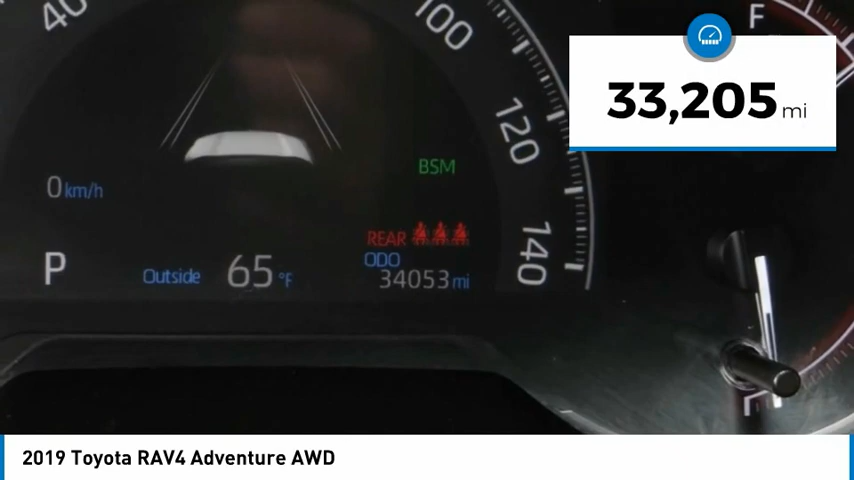 40
100
F
33,205 mi
120
BSM
0 km/h
REAR
140
ODO
P
Outside 65 °F
34053 mi
2019 Toyota RAV4 Adventure AWD